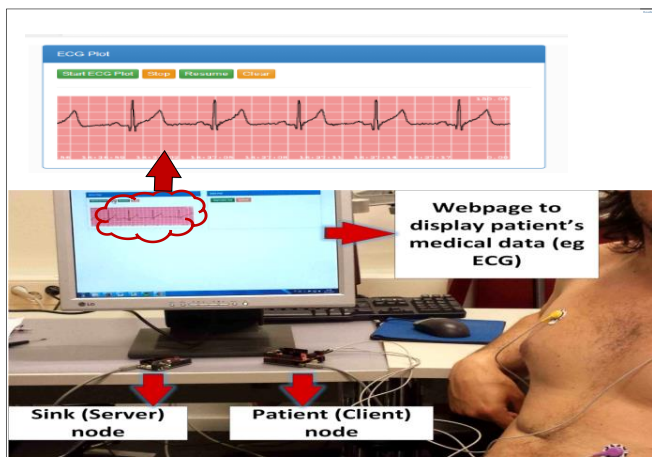 ECG Plot
Start ECG Plot Stop Resume Clear
Webpage to
display patient's
medical data (eg
ECG)
LG
Sink (Server)
node
Patient (Client)
node